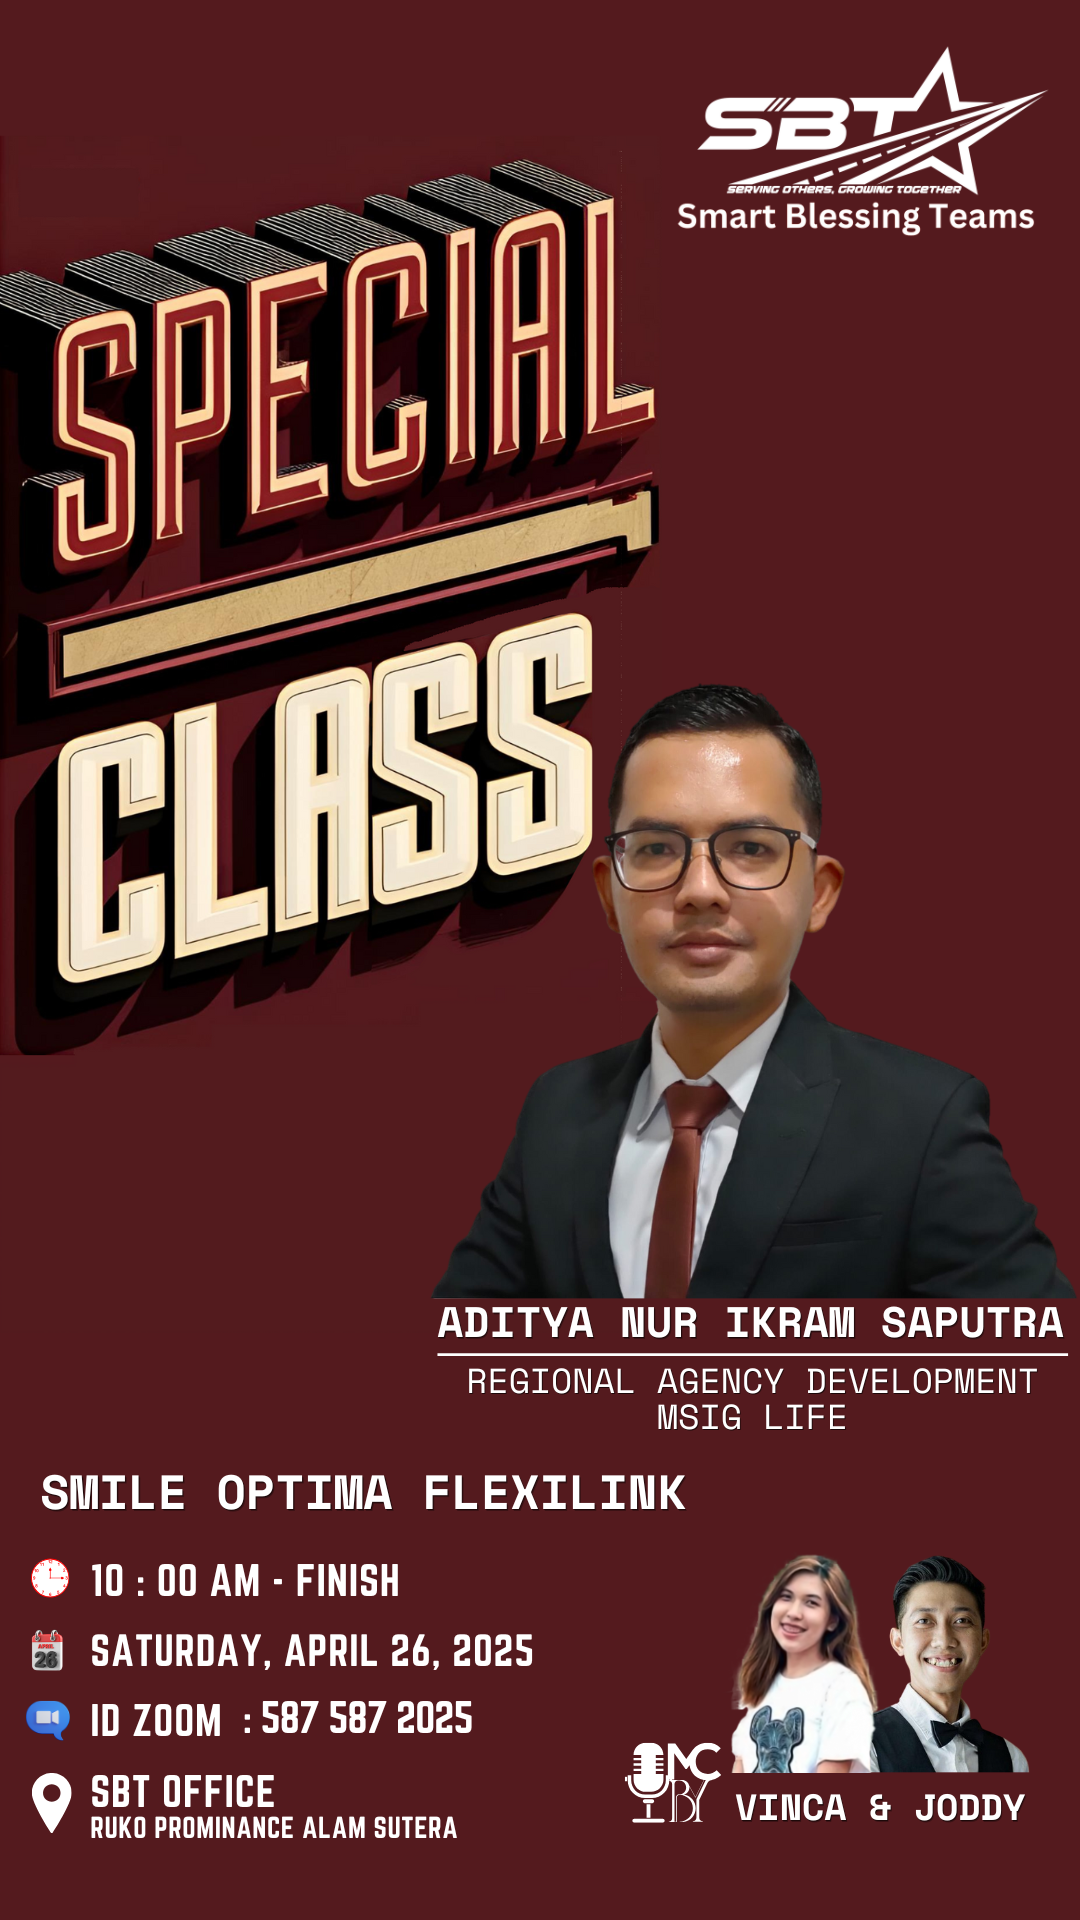 SBT
SERVING OTHERS, GROWING TOGETHER
Smart Blessing Teams
SPECIAL
CLASS
ADITYA NUR IKRAM SAPUTRA
REGIONAL AGENCY DEVELOPMENT
MSIG LIFE
SMILE OPTIMA FLEXILINK
10 : 00 AM - FINISH
APRIL
26
SATURDAY, APRIL 26, 2025
ID ZOOM : 587 587 2025
SBT OFFICE
RUKO PROMINANCE ALAM SUTERA
MC
BY
VINCA & JODDY